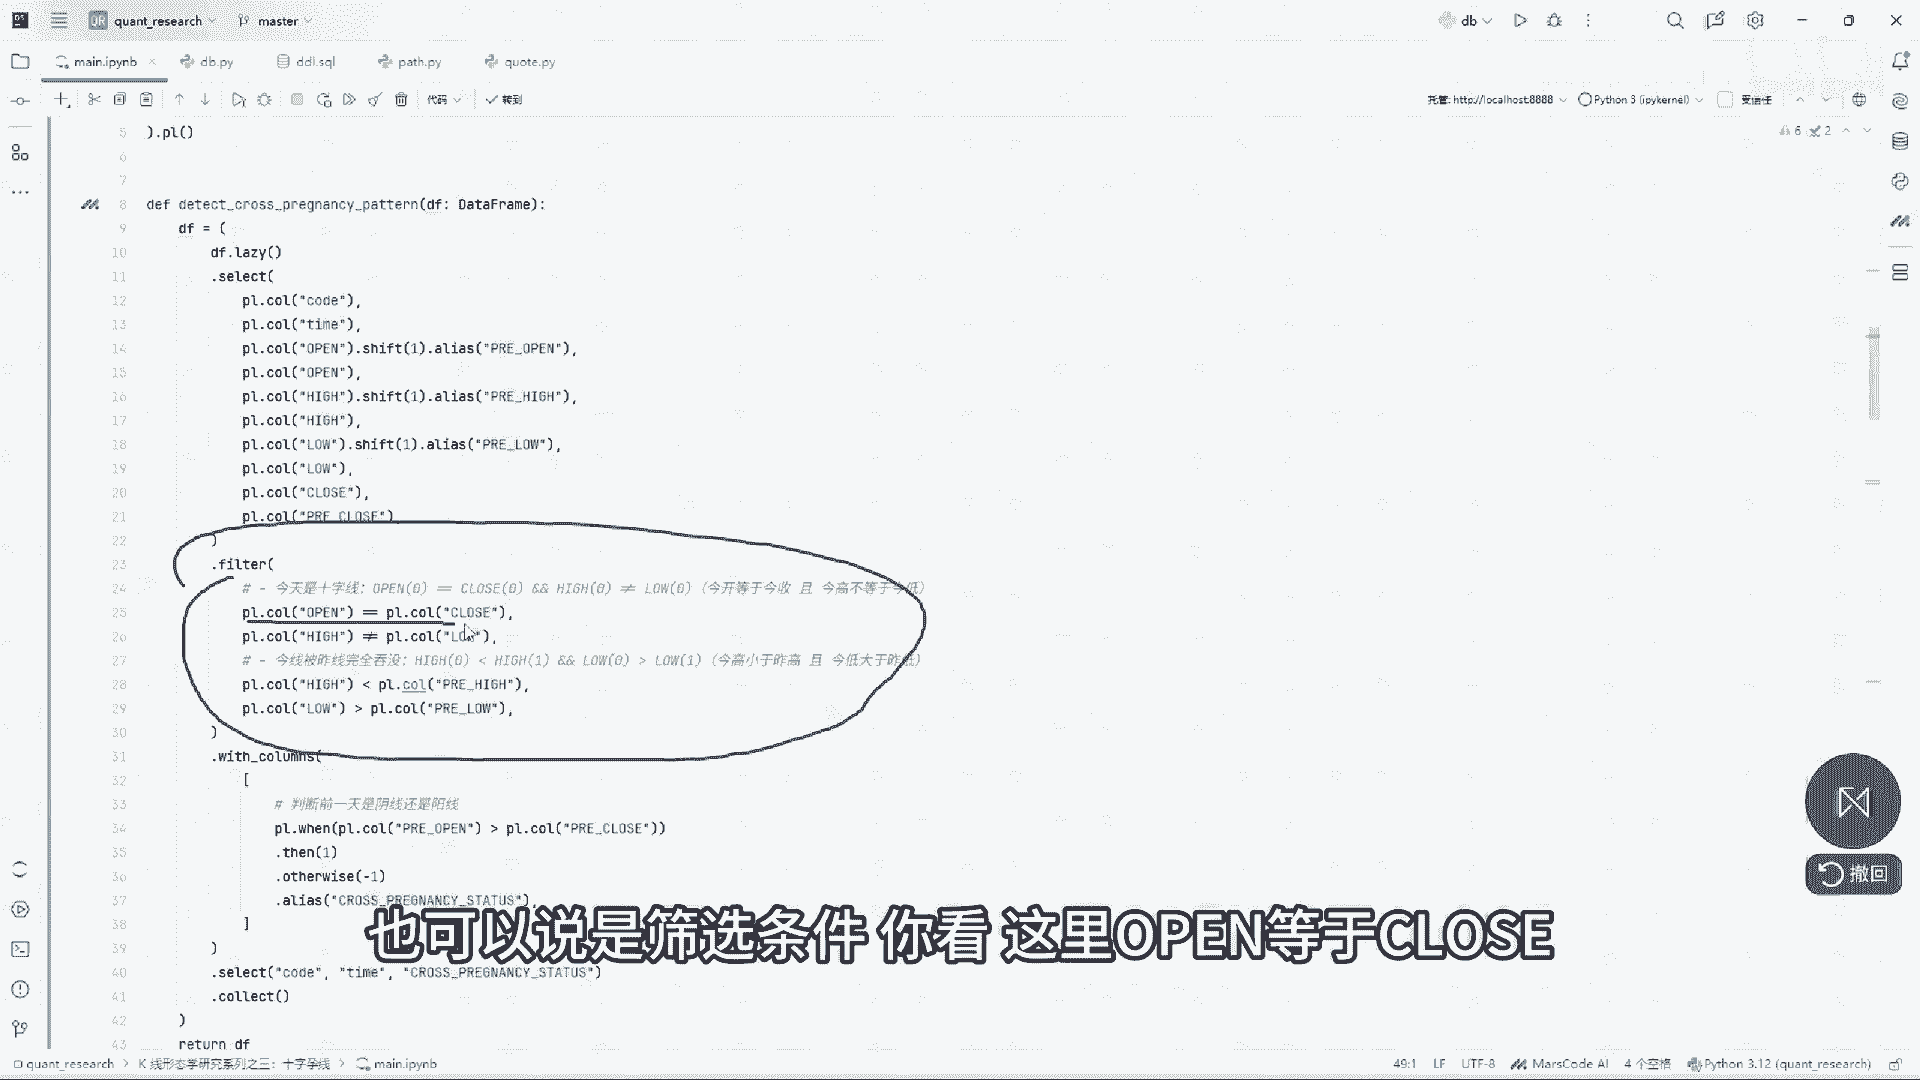 QR quant_research master db
main.ipynb db.py ddl.sql path.py quote.py
代码 转到 托管: http://localhost:8888 Python 3 (ipykernel) 受信任
6 2
5 ).pl()
6
7
8 def detect_cross_pregnancy_pattern(df: DataFrame):
9 df = (
10 df.lazy()
11 .select(
12 pl.col("code"),
13 pl.col("time"),
14 pl.col("OPEN").shift(1).alias("PRE_OPEN"),
15 pl.col("OPEN"),
16 pl.col("HIGH").shift(1).alias("PRE_HIGH"),
17 pl.col("HIGH"),
18 pl.col("LOW").shift(1).alias("PRE_LOW"),
19 pl.col("LOW"),
20 pl.col("CLOSE"),
21 pl.col("PRE_CLOSE")
22 )
23 .filter(
24 # - 今天是十字线: OPEN(0) == CLOSE(0) && HIGH(0) ≠ LOW(0) (今开等于今收 且 今高不等于今低)
25 pl.col("OPEN") == pl.col("CLOSE"),
26 pl.col("HIGH") ≠ pl.col("LOW"),
27 # - 今线被昨线完全吞没: HIGH(0) < HIGH(1) && LOW(0) > LOW(1) (今高小于昨高 且 今低大于昨低)
28 pl.col("HIGH") < pl.col("PRE_HIGH"),
29 pl.col("LOW") > pl.col("PRE_LOW"),
30 )
31 .with_columns(
32 [
33 # 判断前一天是阴线还是阳线
34 pl.when(pl.col("PRE_OPEN") > pl.col("PRE_CLOSE"))
35 .then(1)
36 .otherwise(-1)
37 .alias("CROSS_PREGNANCY_STATUS"),
38 ]
39 )
40 .select("code", "time", "CROSS_PREGNANCY_STATUS")
41 .collect()
42 )
43 return df
撤回
也可以说是筛选条件 你看 这里OPEN等于CLOSE
quant_research > K 线形态学研究系列之三：十字孕线 > main.ipynb 49:1 LF UTF-8 MarsCode AI 4 个空格 Python 3.12 (quant_research)